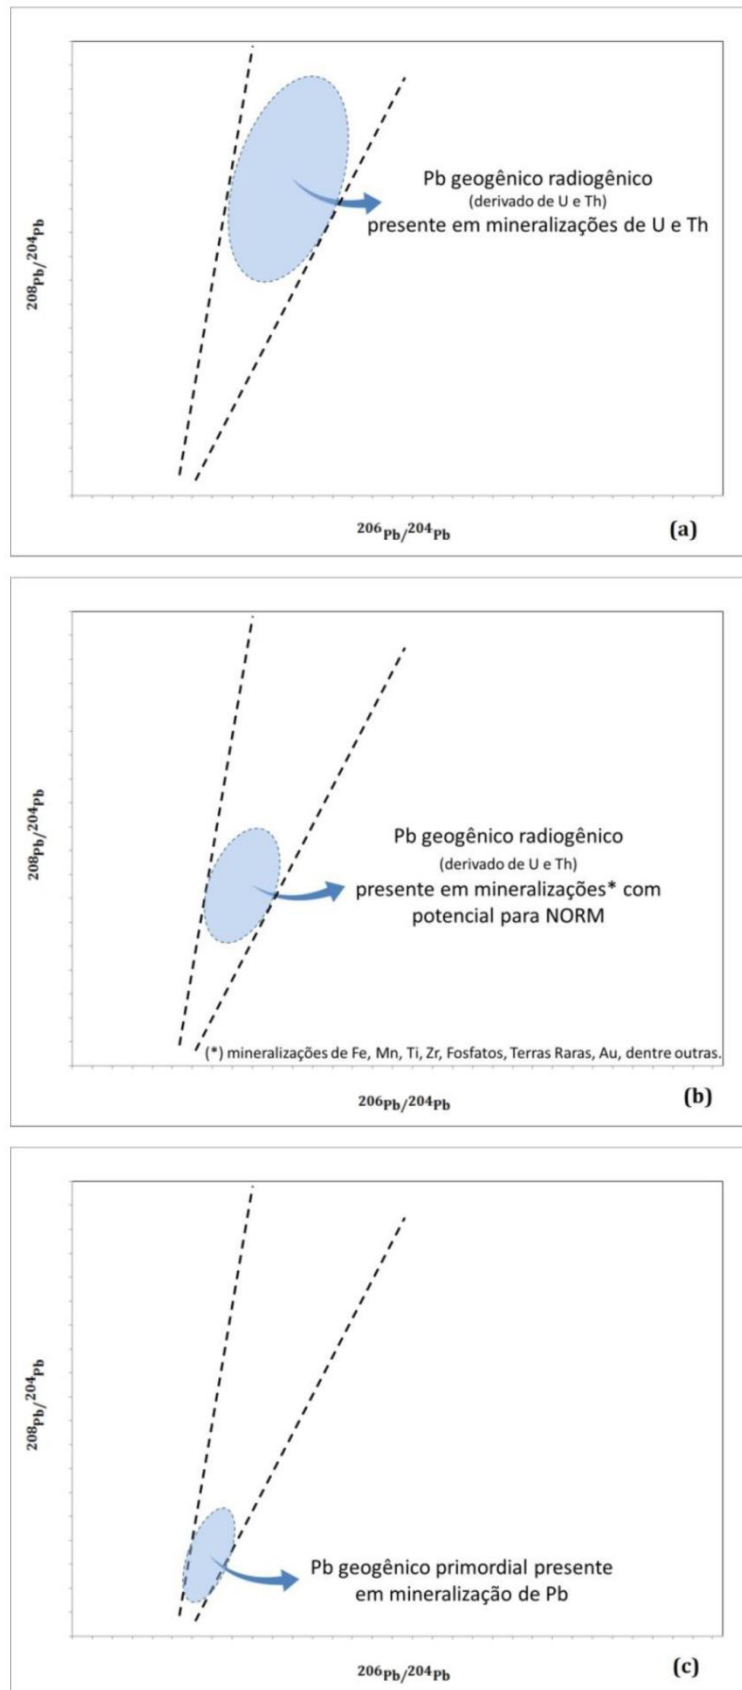 ²⁰⁸Pb/²⁰⁴Pb
Pb geogênico radiogênico
(derivado de U e Th)
presente em mineralizações de U e Th
²⁰⁶Pb/²⁰⁴Pb
(a)
²⁰⁸Pb/²⁰⁴Pb
Pb geogênico radiogênico
(derivado de U e Th)
presente em mineralizações* com
potencial para NORM
(*) mineralizações de Fe, Mn, Ti, Zr, Fosfatos, Terras Raras, Au, dentre outras.
²⁰⁶Pb/²⁰⁴Pb
(b)
²⁰⁸Pb/²⁰⁴Pb
Pb geogênico primordial presente
em mineralização de Pb
²⁰⁶Pb/²⁰⁴Pb
(c)